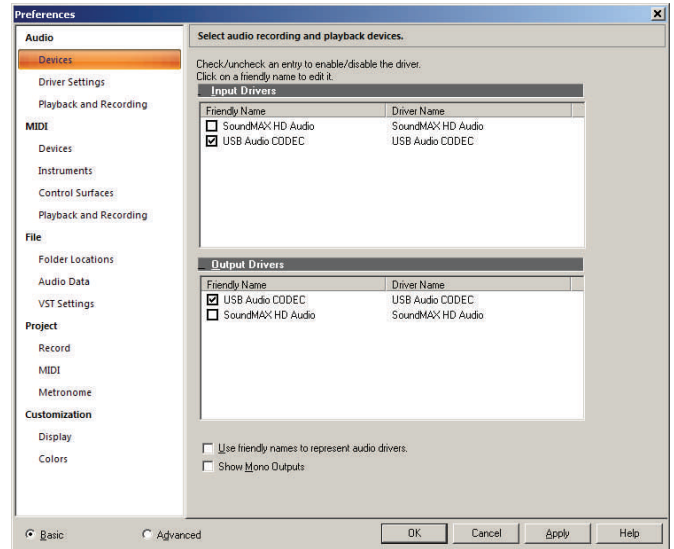 Preferences
Audio
Devices
Driver Settings
Playback and Recording
MIDI
Devices
Instruments
Control Surfaces
Playback and Recording
File
Folder Locations
Audio Data
VST Settings
Project
Record
MIDI
Metronome
Customization
Display
Colors
Select audio recording and playback devices.
Check/uncheck an entry to enable/disable the driver.
Click on a friendly name to edit it.
Input Drivers
Friendly Name Driver Name
SoundMAX HD Audio SoundMAX HD Audio
USB Audio CODEC USB Audio CODEC
Output Drivers
Friendly Name Driver Name
USB Audio CODEC USB Audio CODEC
SoundMAX HD Audio SoundMAX HD Audio
Use friendly names to represent audio drivers.
Show Mono Outputs
Basic Advanced OK Cancel Apply Help